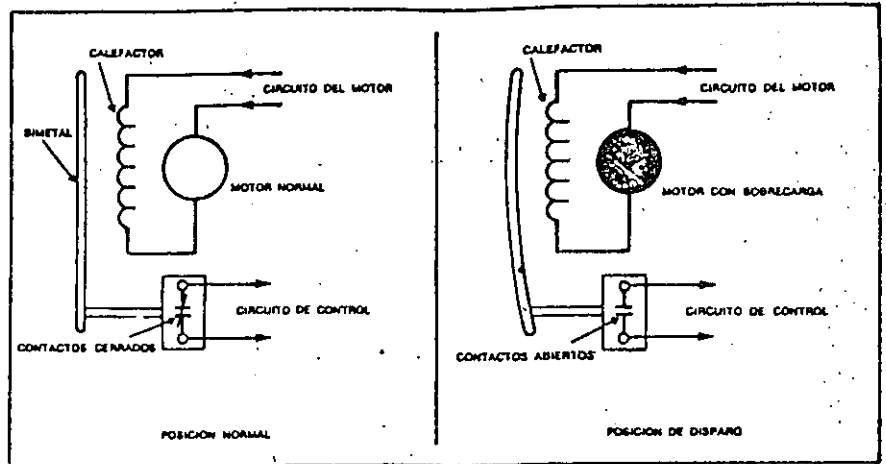 CALEFACTOR
CIRCUITO DEL MOTOR
BIMETAL
MOTOR NORMAL
CIRCUITO DE CONTROL
CONTACTOS CERRADOS
POSICION NORMAL
CALEFACTOR
CIRCUITO DEL MOTOR
MOTOR CON SOBRECARGA
CIRCUITO DE CONTROL
CONTACTOS ABIERTOS
POSICION DE DISPARO